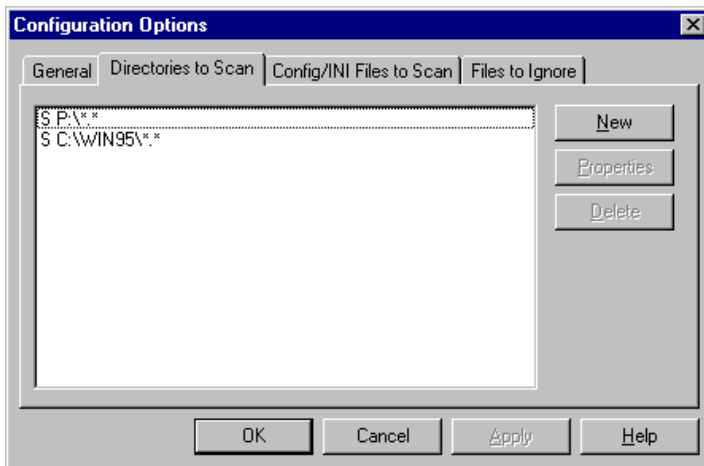 Configuration Options
General
Directories to Scan
Config/INI Files to Scan
Files to Ignore
S P:\*.*
S C:\WIN95\*.*
New
Properties
Delete
OK
Cancel
Apply
Help